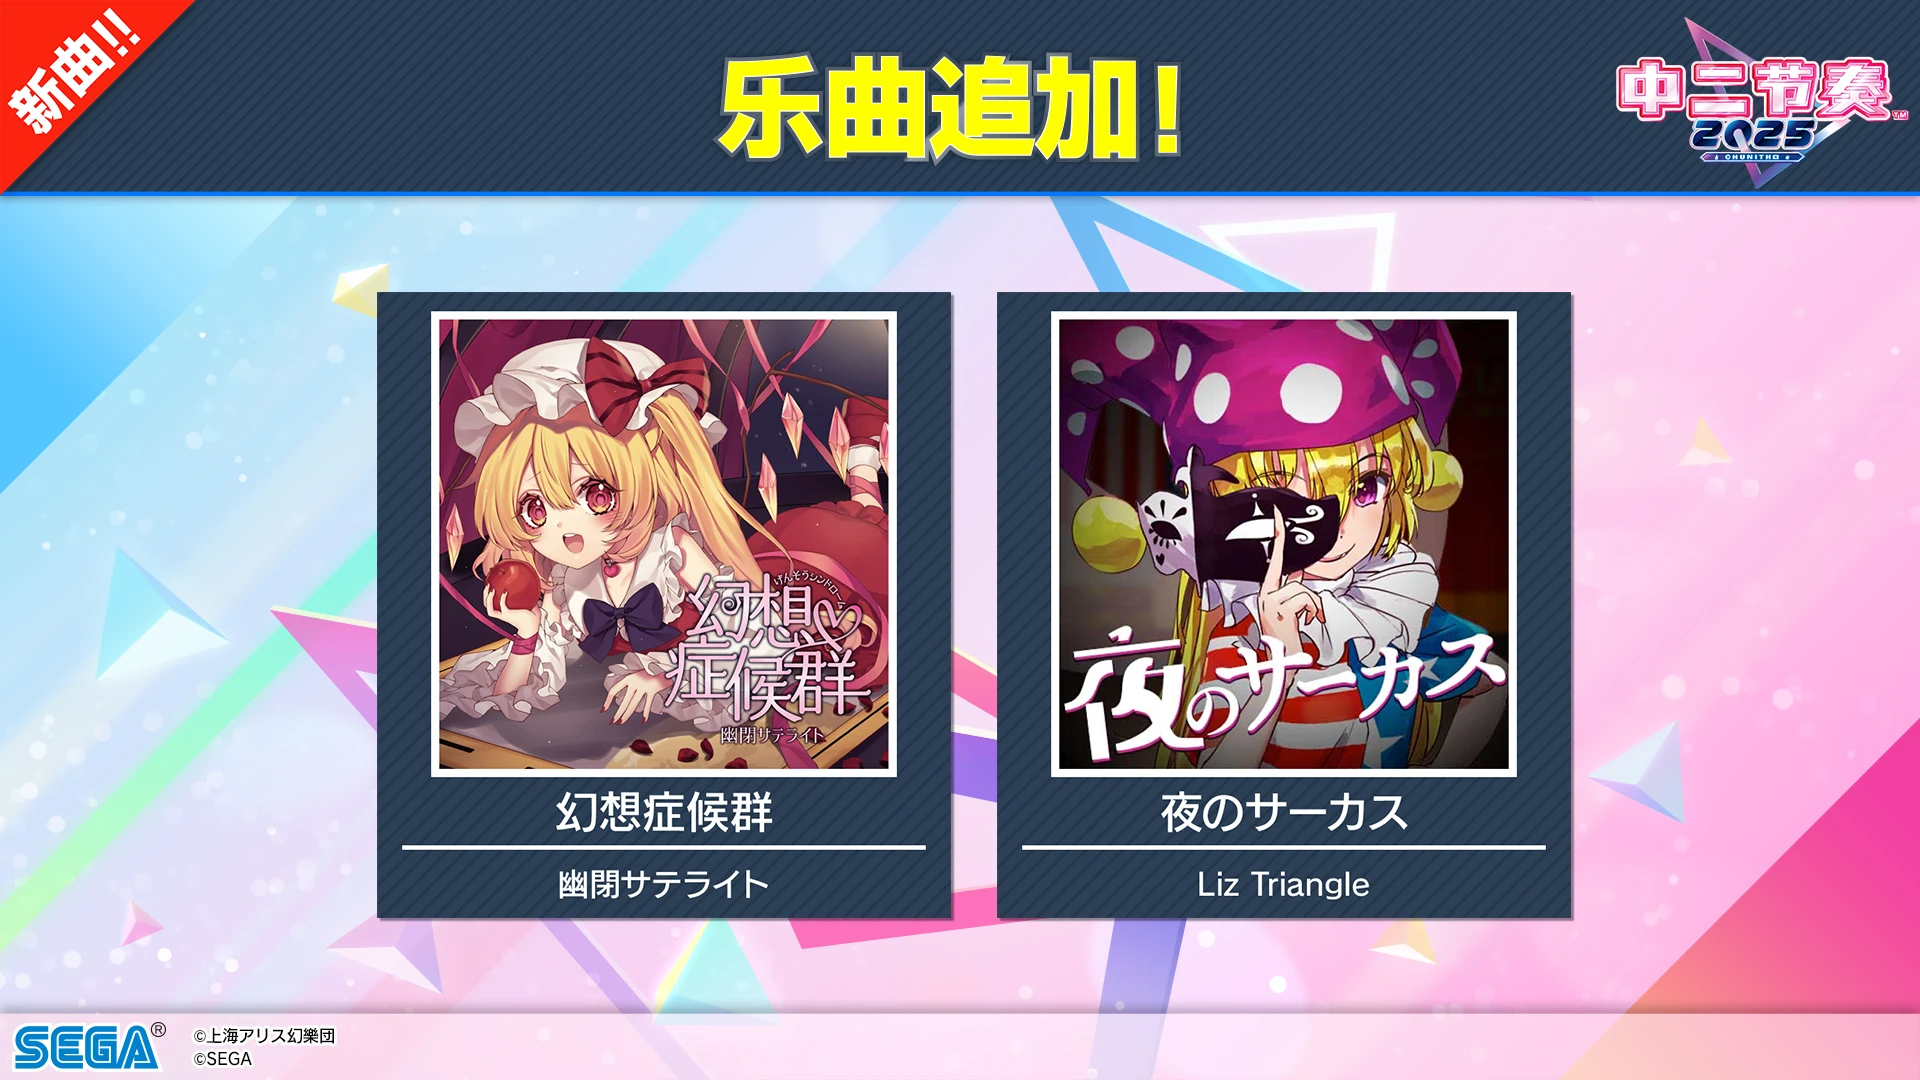 新曲!!
乐曲追加!
中二节奏
2025
CHUNITHM
げんそうシンドローム
幻想
症候群
幽閉サテライト
夜のサーカス
幻想症候群
幽閉サテライト
夜のサーカス
Liz Triangle
SEGA®
©上海アリス幻樂団
©SEGA